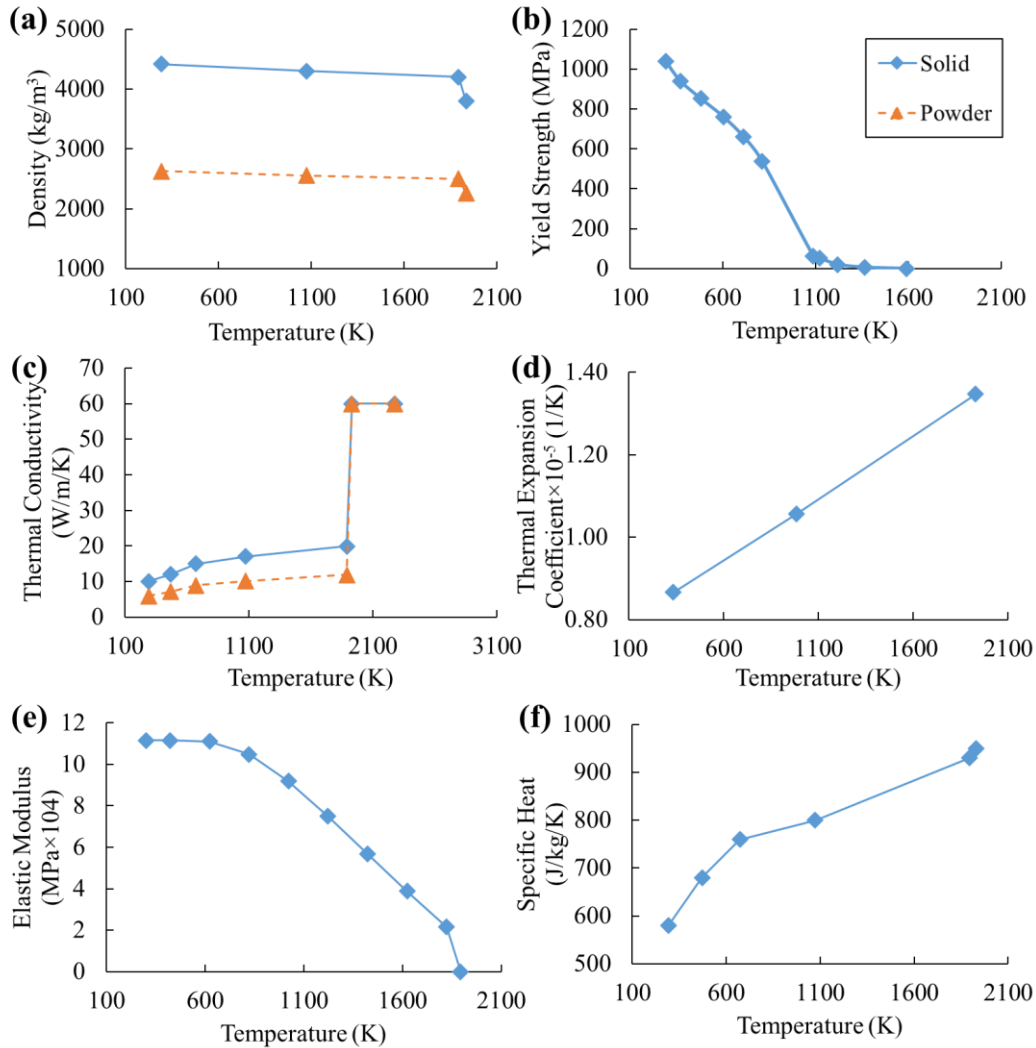 (a)
5000
4000
3000
2000
1000
Density (kg/m³)
100 600 1100 1600 2100
Temperature (K)
(b)
1200
1000
800
600
400
200
0
Yield Strength (MPa)
100 600 1100 1600 2100
Temperature (K)
Solid
Powder
(c)
70
60
50
40
30
20
10
0
Thermal Conductivity
(W/m/K)
100 1100 2100 3100
Temperature (K)
(d)
1.40
1.20
1.00
0.80
Thermal Expansion
Coefficient×10⁻⁵ (1/K)
100 600 1100 1600 2100
Temperature (K)
(e)
12
10
8
6
4
2
0
Elastic Modulus
(MPa×104)
100 600 1100 1600 2100
Temperature (K)
(f)
1000
900
800
700
600
500
Specific Heat
(J/kg/K)
100 600 1100 1600 2100
Temperature (K)